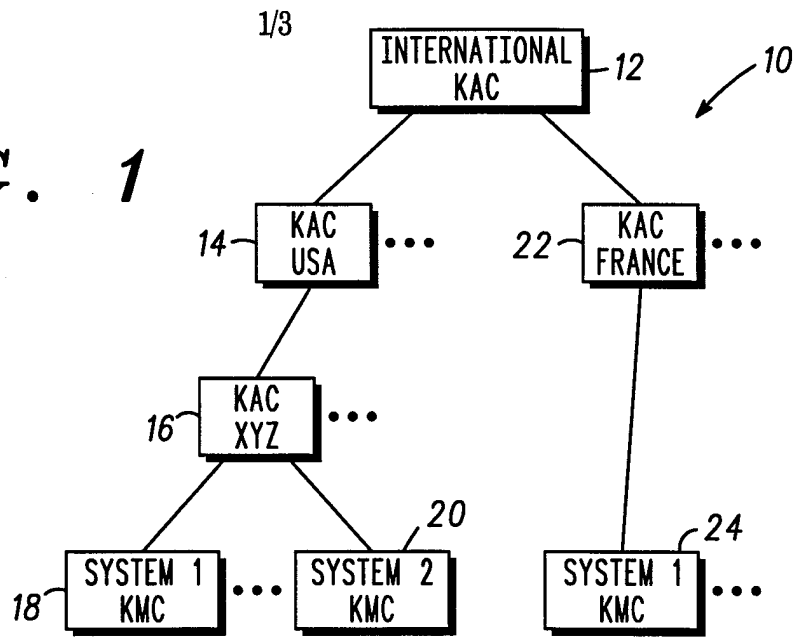 1/3
INTERNATIONAL
KAC
12
10
. 1
KAC
USA
14
KAC
FRANCE
22
KAC
XYZ
16
20
24
SYSTEM 1
KMC
18
SYSTEM 2
KMC
SYSTEM 1
KMC